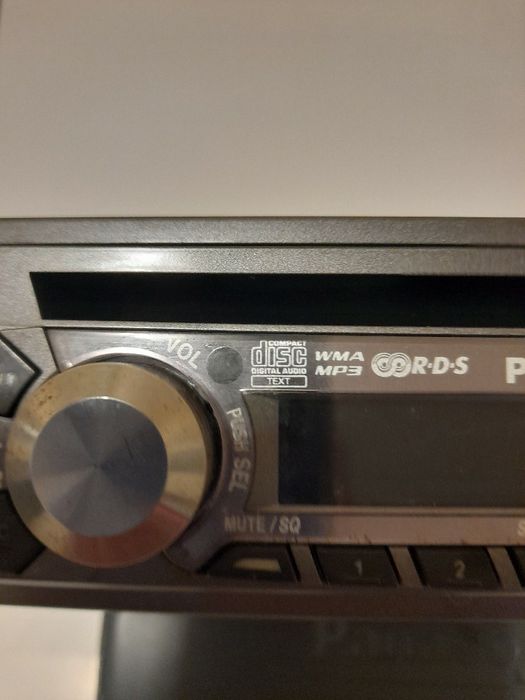 VOL
COMPACT
disc
DIGITAL AUDIO
TEXT
WMA
MP3
R·D·S
P
PUSH SEL
MUTE/SQ
S
1
2